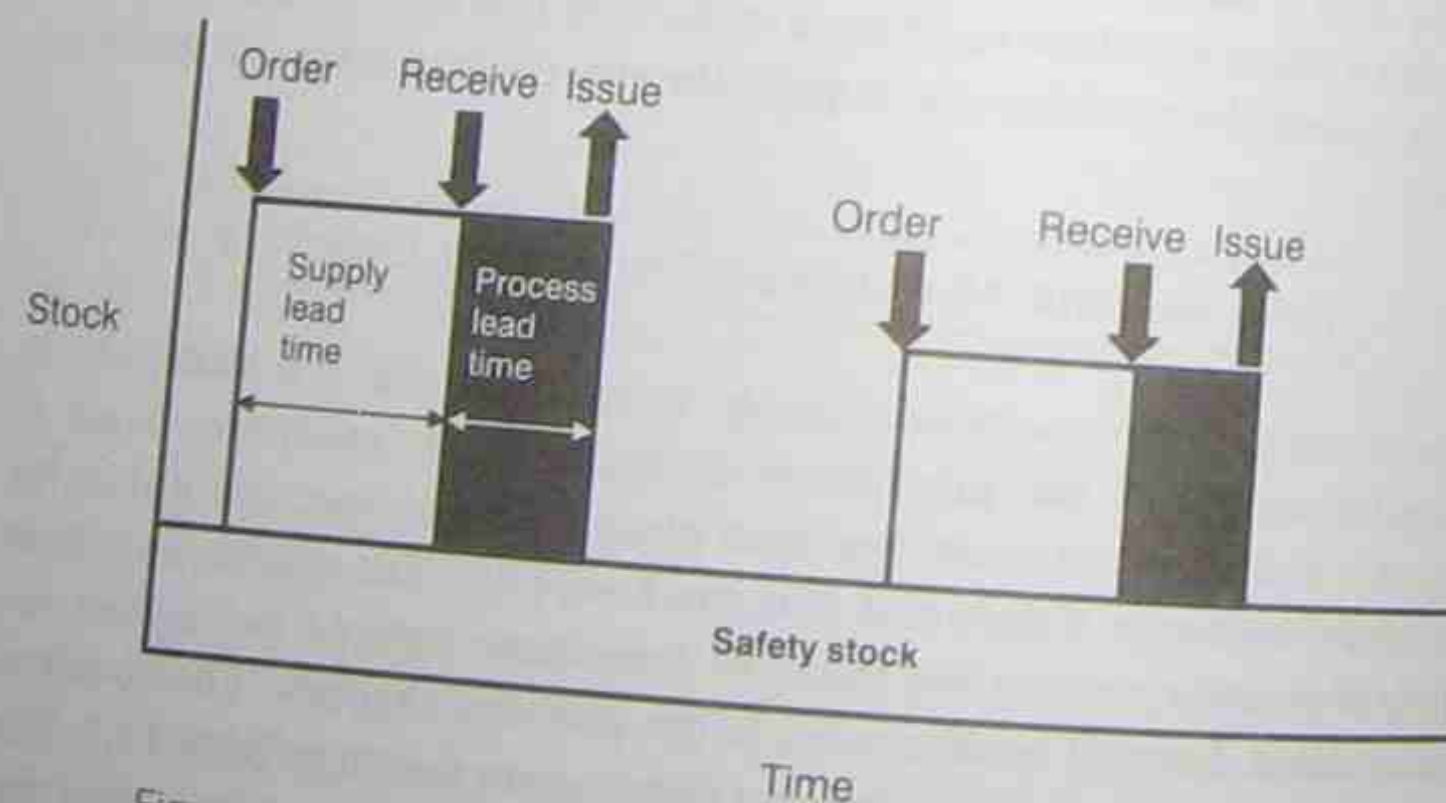 Order Receive Issue
Supply
lead
time
Process
lead
time
Stock
Order Receive Issue
Safety stock
Time